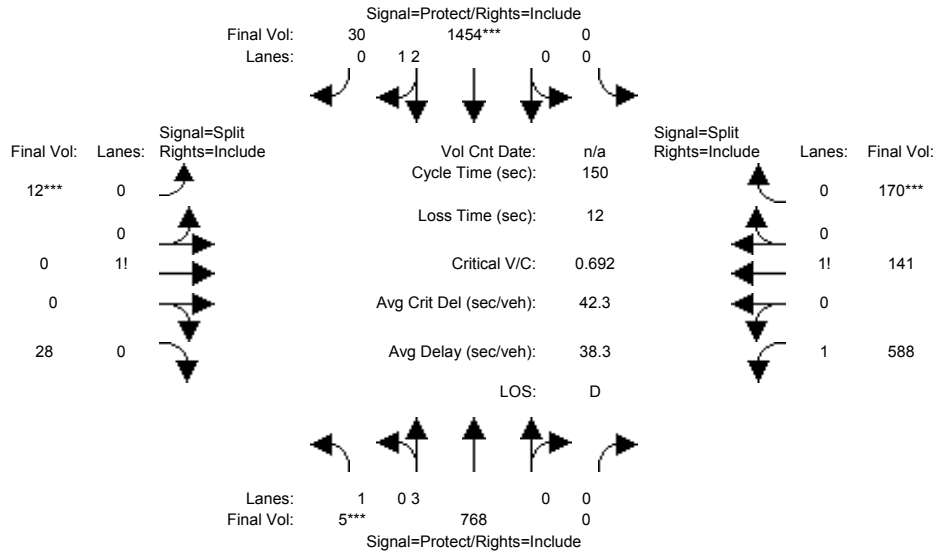 Signal=Protect/Rights=Include
Final Vol: 30 1454*** 0
Lanes: 0 1 2 0 0
Signal=Split Signal=Split
Final Vol: Lanes: Rights=Include Vol Cnt Date: n/a Rights=Include Lanes: Final Vol:
Cycle Time (sec): 150
12*** 0 0 170***
Loss Time (sec): 12
0 0
0 1! Critical V/C: 0.692 1! 141
0 Avg Crit Del (sec/veh): 42.3 0
28 0 Avg Delay (sec/veh): 38.3 1 588
LOS: D
Lanes: 1 0 3 0 0
Final Vol: 5*** 768 0
Signal=Protect/Rights=Include